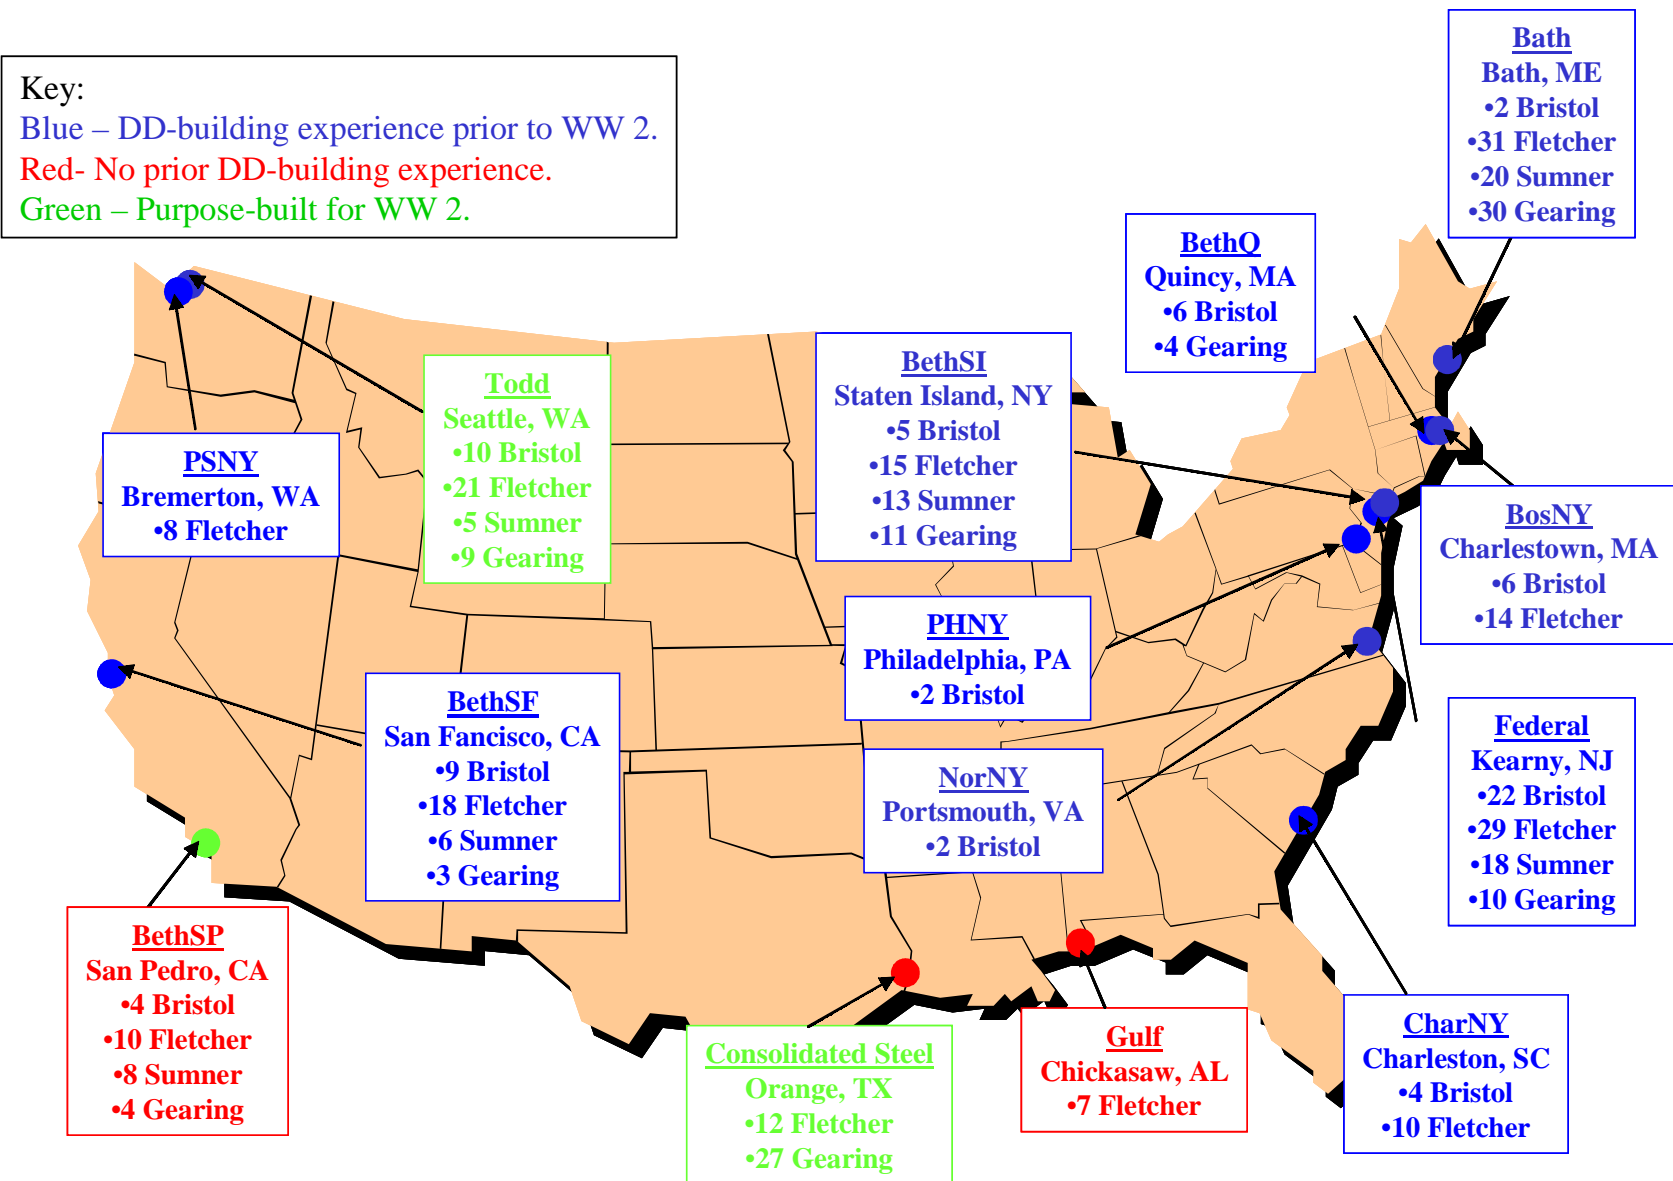 Key:
Blue – DD-building experience prior to WW 2.
Red- No prior DD-building experience.
Green – Purpose-built for WW 2.
Bath
Bath, ME
•2 Bristol
•31 Fletcher
•20 Sumner
•30 Gearing
BethQ
Quincy, MA
•6 Bristol
•4 Gearing
BethSI
Staten Island, NY
•5 Bristol
•15 Fletcher
•13 Sumner
•11 Gearing
Todd
Seattle, WA
•10 Bristol
•21 Fletcher
•5 Sumner
•9 Gearing
PSNY
Bremerton, WA
•8 Fletcher
BosNY
Charlestown, MA
•6 Bristol
•14 Fletcher
PHNY
Philadelphia, PA
•2 Bristol
BethSF
San Fancisco, CA
•9 Bristol
•18 Fletcher
•6 Sumner
•3 Gearing
NorNY
Portsmouth, VA
•2 Bristol
Federal
Kearny, NJ
•22 Bristol
•29 Fletcher
•18 Sumner
•10 Gearing
BethSP
San Pedro, CA
•4 Bristol
•10 Fletcher
•8 Sumner
•4 Gearing
Consolidated Steel
Orange, TX
•12 Fletcher
•27 Gearing
Gulf
Chickasaw, AL
•7 Fletcher
CharNY
Charleston, SC
•4 Bristol
•10 Fletcher